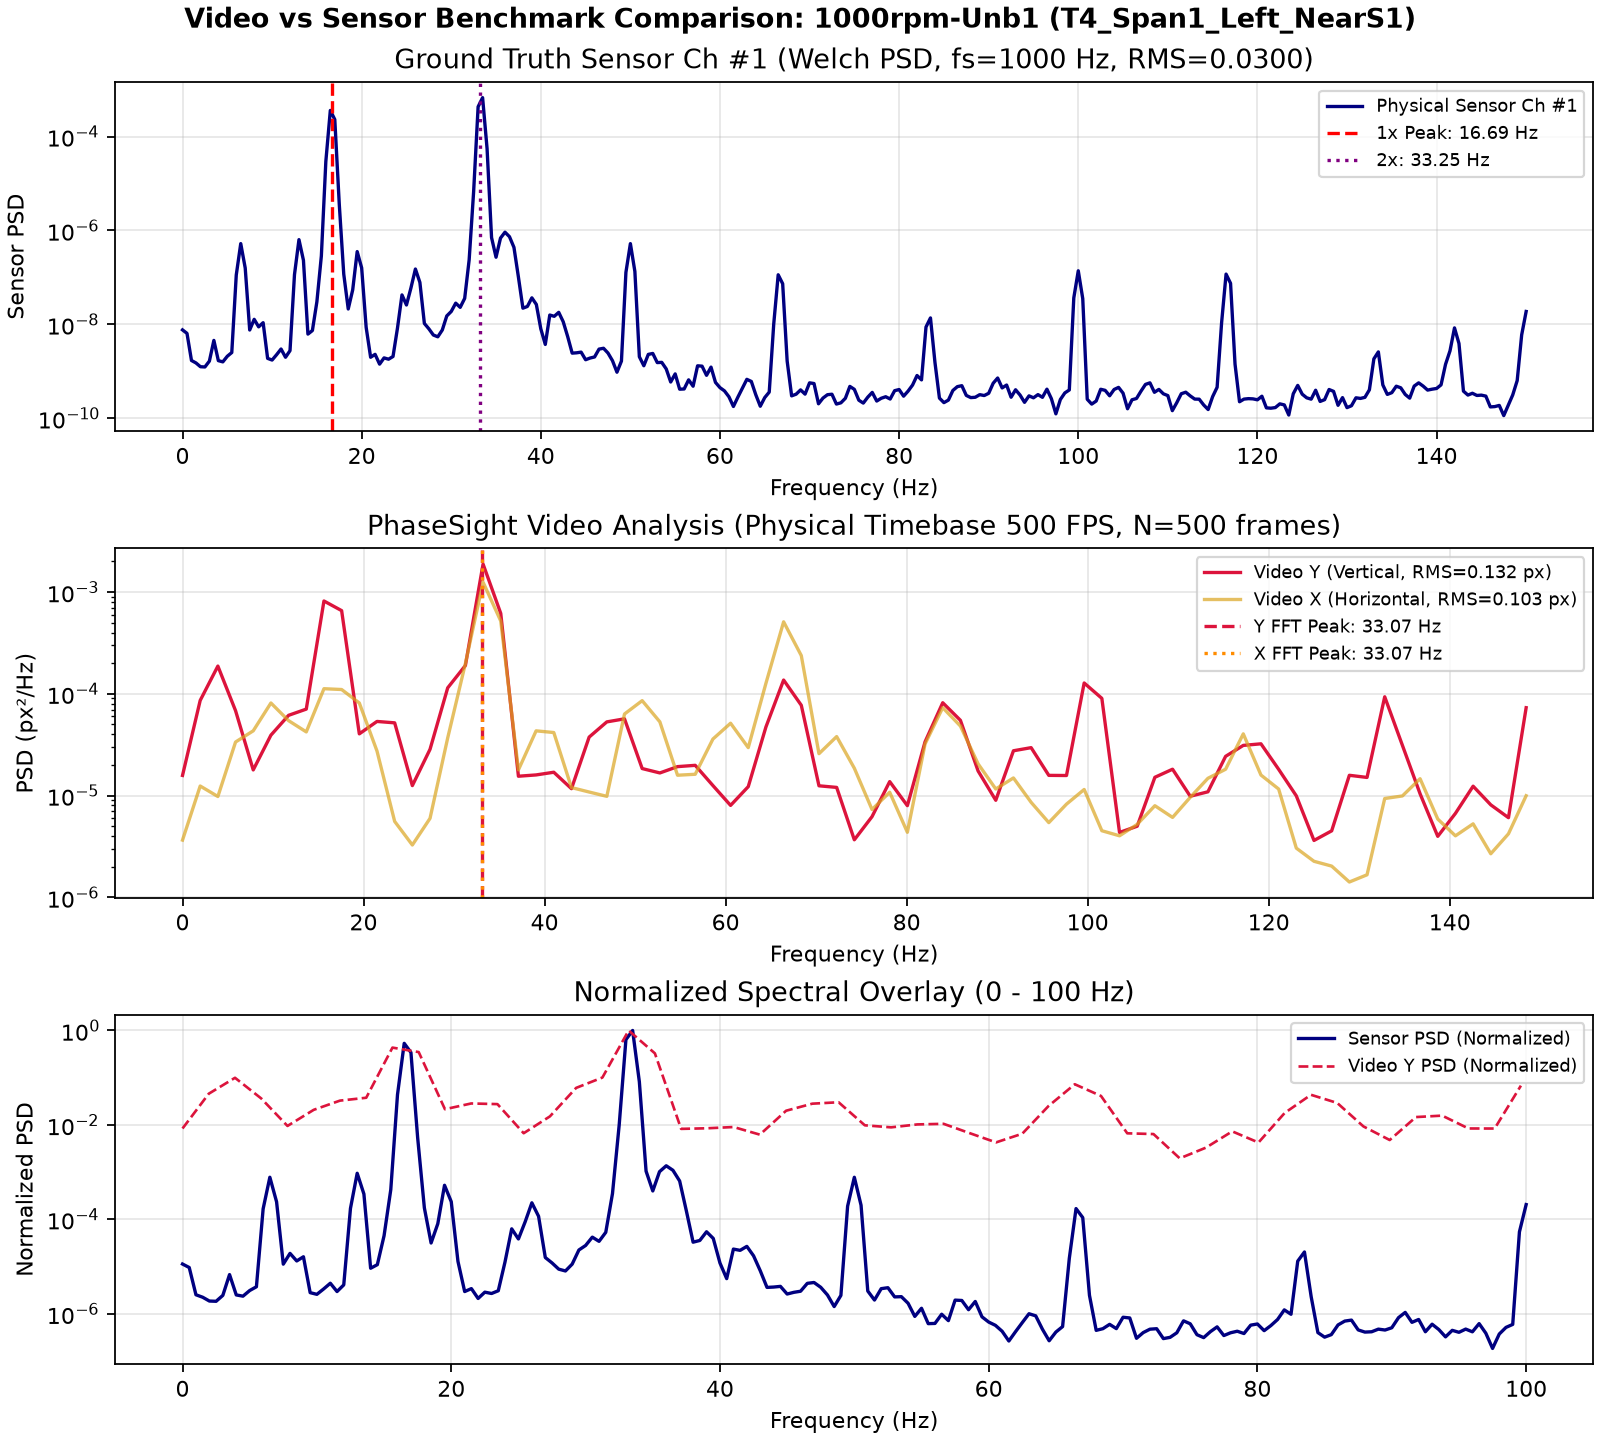 Video vs Sensor Benchmark Comparison: 1000rpm-Unb1 (T4_Span1_Left_NearS1)
Ground Truth Sensor Ch #1 (Welch PSD, fs=1000 Hz, RMS=0.0300)
Sensor PSD
10⁻⁴
10⁻⁶
10⁻⁸
10⁻¹⁰
Physical Sensor Ch #1
1x Peak: 16.69 Hz
2x: 33.25 Hz
0 20 40 60 80 100 120 140
Frequency (Hz)
PhaseSight Video Analysis (Physical Timebase 500 FPS, N=500 frames)
PSD (px²/Hz)
10⁻³
10⁻⁴
10⁻⁵
10⁻⁶
Video Y (Vertical, RMS=0.132 px)
Video X (Horizontal, RMS=0.103 px)
Y FFT Peak: 33.07 Hz
X FFT Peak: 33.07 Hz
0 20 40 60 80 100 120 140
Frequency (Hz)
Normalized Spectral Overlay (0 - 100 Hz)
Normalized PSD
10⁰
10⁻²
10⁻⁴
10⁻⁶
Sensor PSD (Normalized)
Video Y PSD (Normalized)
0 20 40 60 80 100
Frequency (Hz)